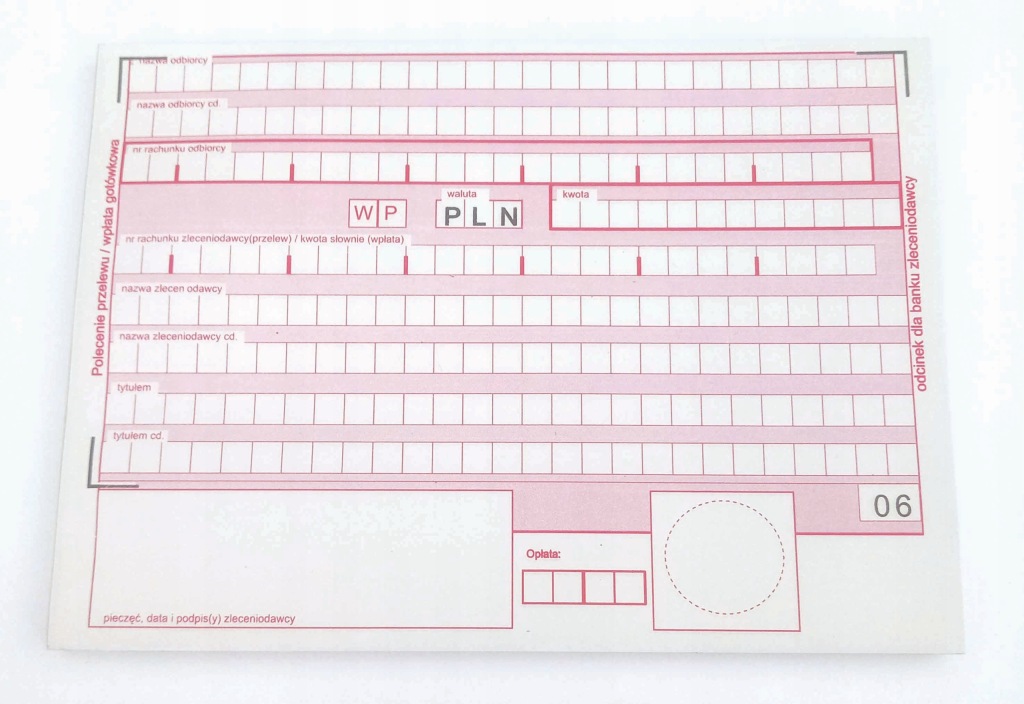 nazwa odbiorcy
nazwa odbiorcy cd.
nr rachunku odbiorcy
W P
waluta
PLN
kwota
nr rachunku zleceniodawcy(przelew) / kwota słownie (wpłata)
nazwa zlecen odawcy
nazwa zleceniodawcy cd.
tytułem
tytułem cd.
06
Opłata:
pieczęć, data i podpis(y) zleceniodawcy
Polecenie przelewu / wpłata gotówkowa
odcinek dla banku zleceniodawcy